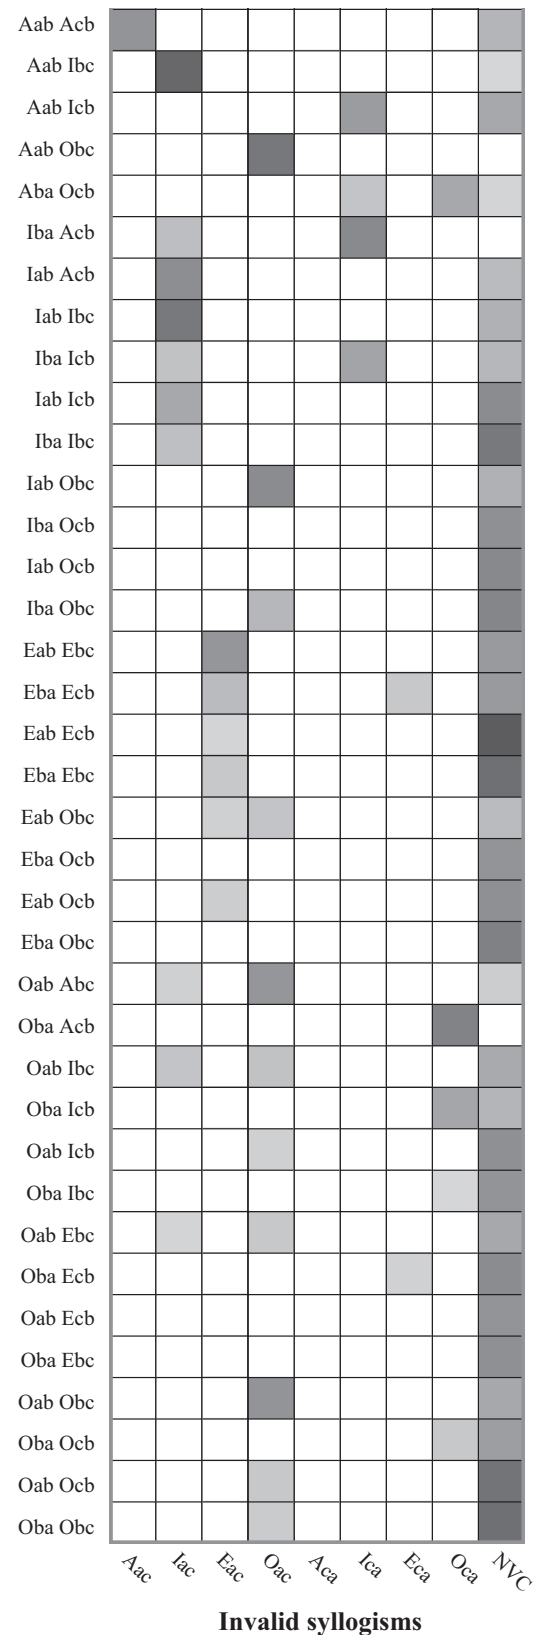 Aab Acb
Aab Ibc
Aab Icb
Aab Obc
Aba Ocb
Iba Acb
Iab Acb
Iab Ibc
Iba Icb
Iab Icb
Iba Ibc
Iab Obc
Iba Ocb
Iab Ocb
Iba Obc
Eab Ebc
Eba Ecb
Eab Ecb
Eba Ebc
Eab Obc
Eba Ocb
Eab Ocb
Eba Obc
Oab Abc
Oba Acb
Oab Ibc
Oba Icb
Oab Icb
Oba Ibc
Oab Ebc
Oba Ecb
Oab Ecb
Oba Ebc
Oab Obc
Oba Ocb
Oab Ocb
Oba Obc
Aac Iac Eac Oac Aca Ica Eca Oca NVC
Invalid syllogisms